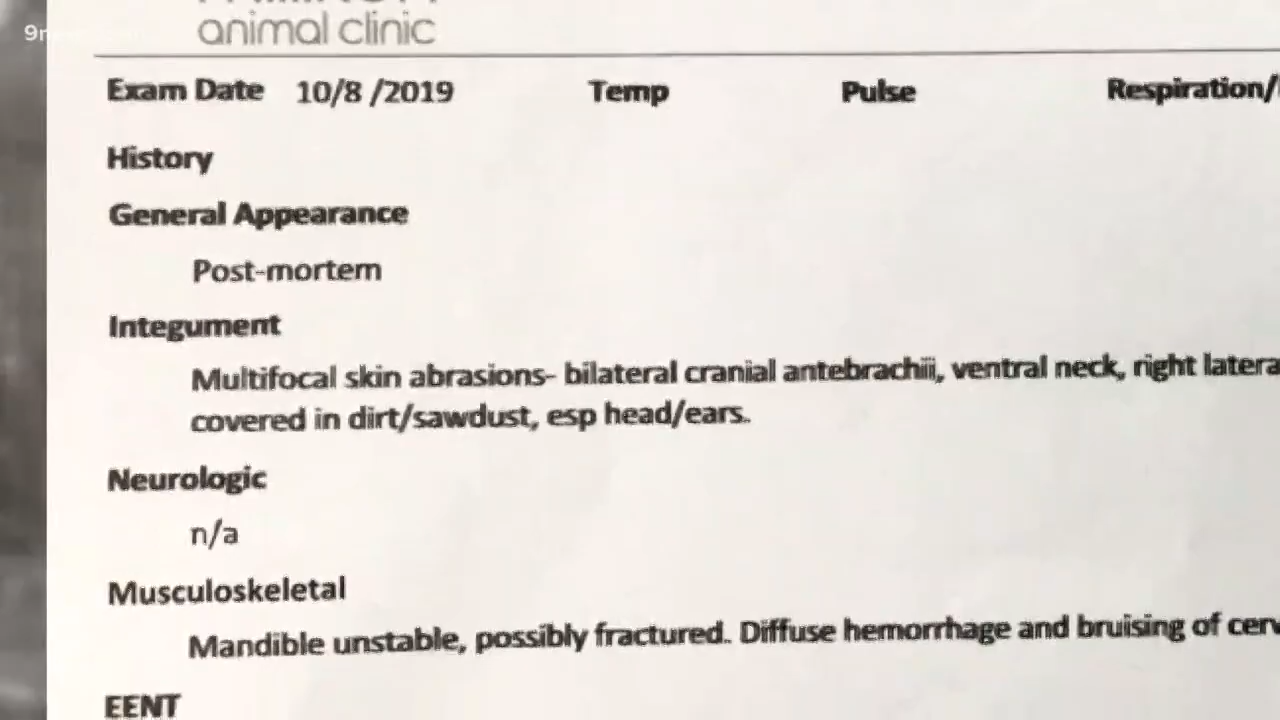 animal clinic
Exam Date 10/8 /2019 Temp Pulse Respiration/
History
General Appearance
Post-mortem
Integument
Multifocal skin abrasions- bilateral cranial antebrachii, ventral neck, right latera
covered in dirt/sawdust, esp head/ears.
Neurologic
n/a
Musculoskeletal
Mandible unstable, possibly fractured. Diffuse hemorrhage and bruising of cerv
EENT